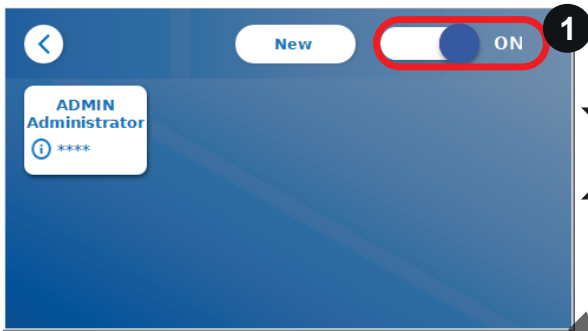 New
ON
1
ADMIN
Administrator
i ****